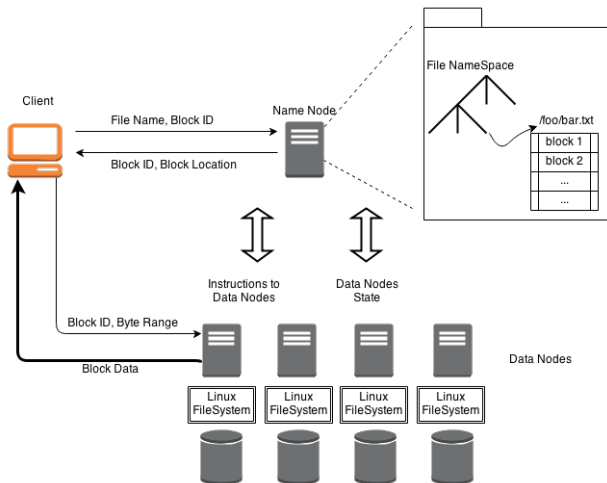 File NameSpace
Client
Name Node
File Name, Block ID
/foo/bar.txt
block 1
Block ID, Block Location
block 2
...
...
Instructions to
Data Nodes
Data Nodes
State
Block ID, Byte Range
Data Nodes
Block Data
Linux
FileSystem
Linux
FileSystem
Linux
FileSystem
Linux
FileSystem